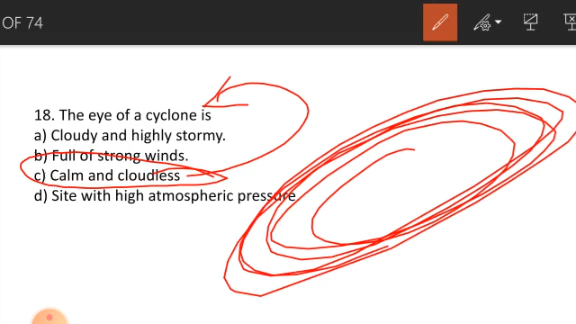 OF 74
18. The eye of a cyclone is
a) Cloudy and highly stormy.
b) Full of strong winds.
c) Calm and cloudless
d) Site with high atmospheric pressure.